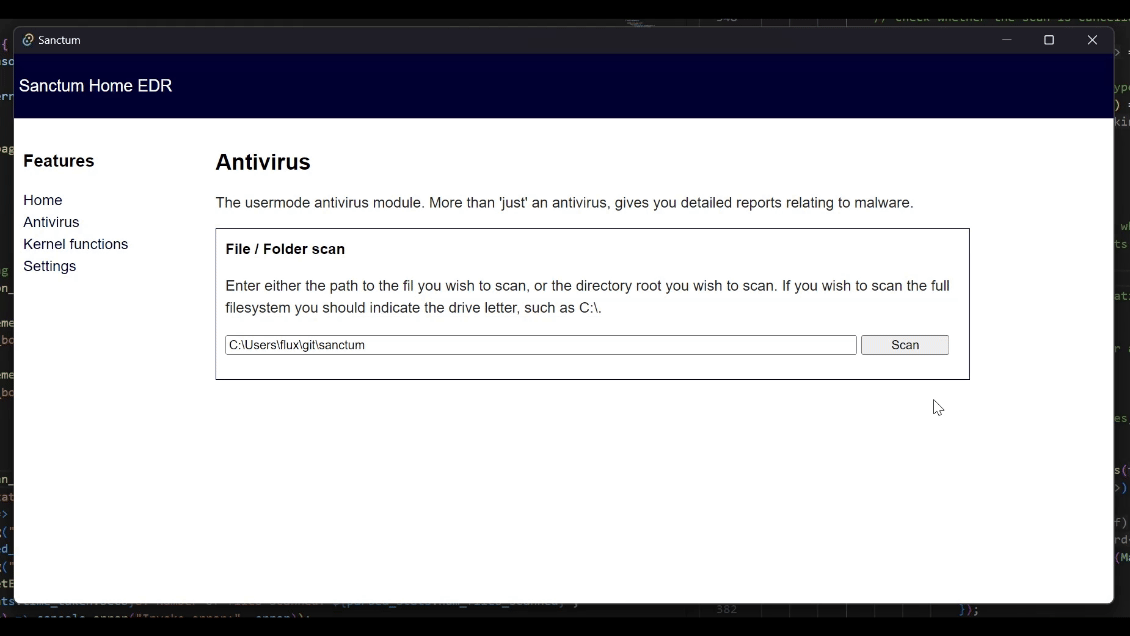 Sanctum
Sanctum Home EDR
Features
Home
Antivirus
Kernel functions
Settings
Antivirus
The usermode antivirus module. More than 'just' an antivirus, gives you detailed reports relating to malware.
File / Folder scan
Enter either the path to the fil you wish to scan, or the directory root you wish to scan. If you wish to scan the full
filesystem you should indicate the drive letter, such as C:\.
C:\Users\flux\git\sanctum
Scan
382
});